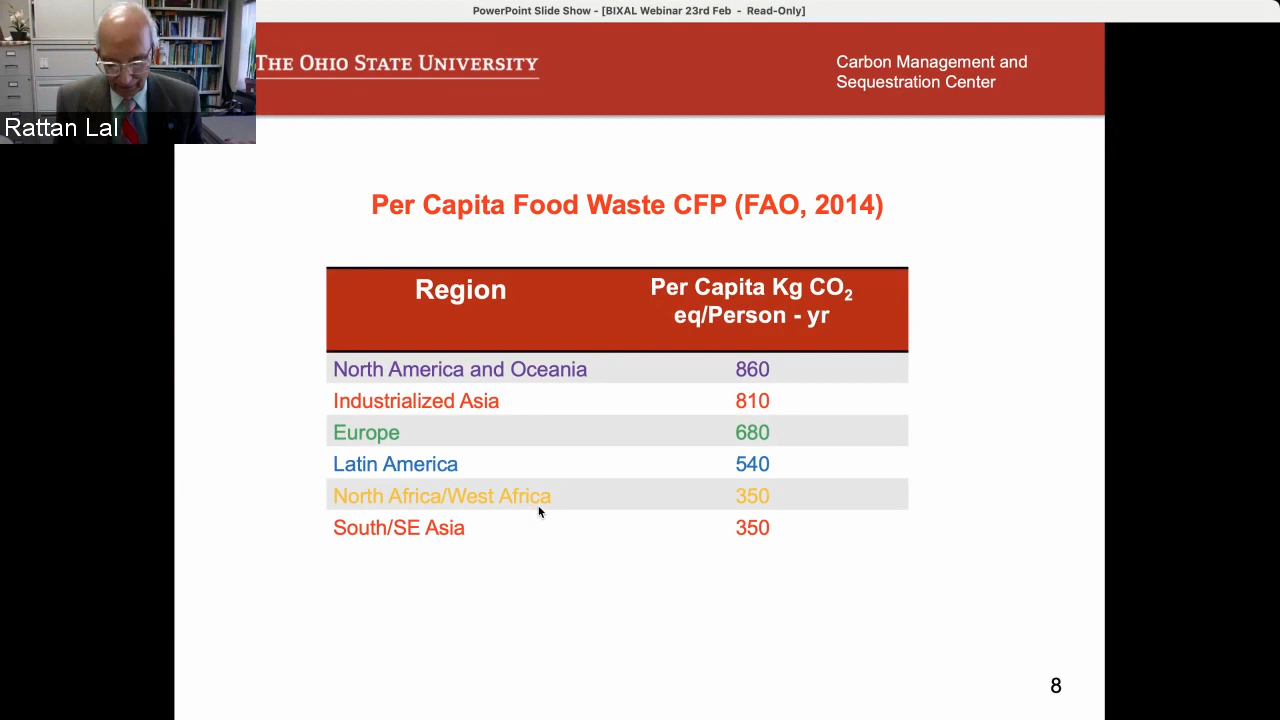 PowerPoint Slide Show - [BIXAL Webinar 23rd Feb - Read-Only]
THE OHIO STATE UNIVERSITY
Carbon Management and
Sequestration Center
Rattan Lal
Per Capita Food Waste CFP (FAO, 2014)
Region
Per Capita Kg CO₂
eq/Person - yr
North America and Oceania 860
Industrialized Asia 810
Europe 680
Latin America 540
North Africa/West Africa 350
South/SE Asia 350
8